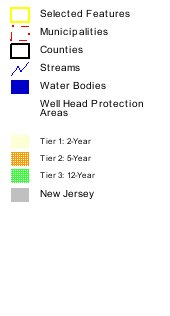 Selected Features
Municipalities
Counties
Streams
Water Bodies
Well Head Protection
Areas
Tier 1: 2-Year
Tier 2: 5-Year
Tier 3: 12-Year
New Jersey